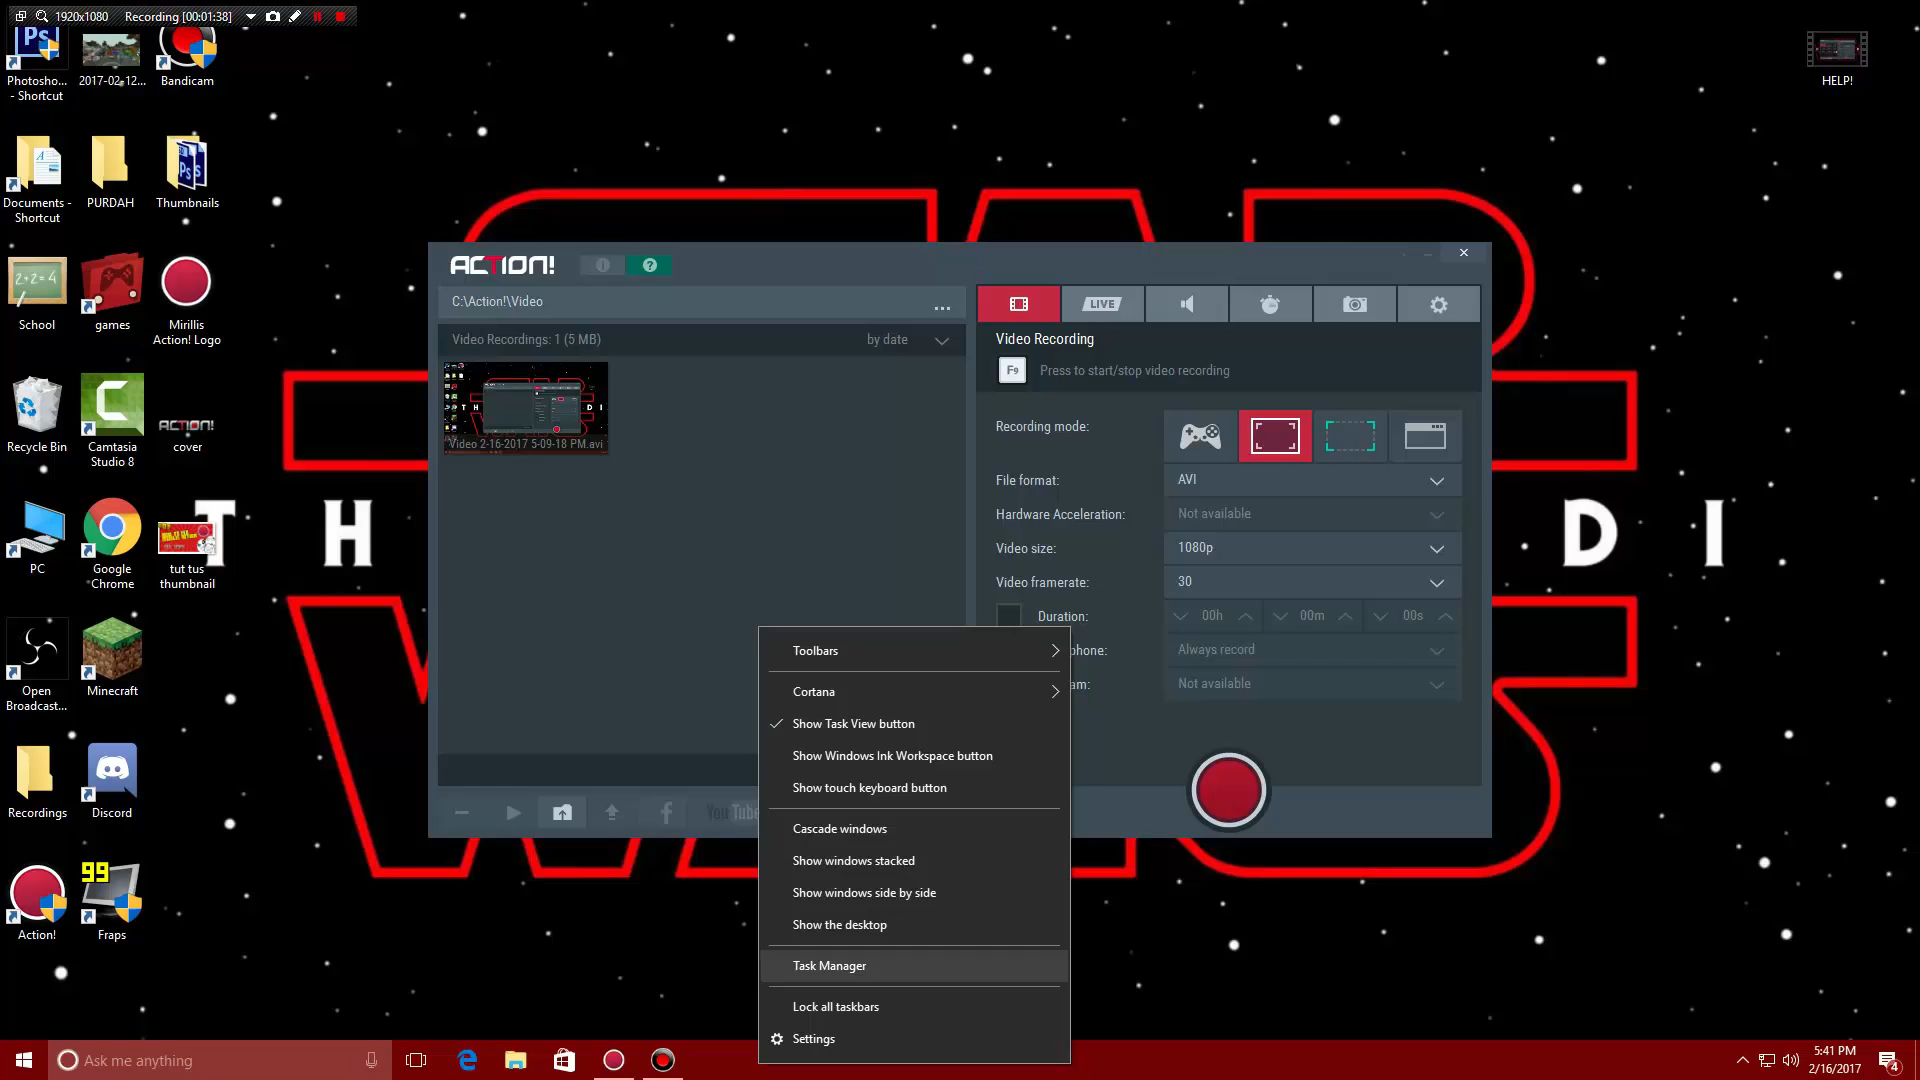 1920x1080 Recording [00:01:38]
Photosho...
- Shortcut
2017-02-12...
Bandicam
HELP!
Documents -
Shortcut
PURDAH
Thumbnails
School
games
Mirillis
Action! Logo
Recycle Bin
Camtasia
Studio 8
ACTION!
cover
PC
Google
Chrome
tut tus
thumbnail
Open
Broadcast...
Minecraft
Recordings
Discord
Action!
99
Fraps
T H
D I
ACTION!
C:\Action!\Video
...
Video Recordings: 1 (5 MB)
by date
Video 2-16-2017 5-09-18 PM.avi
LIVE
Video Recording
F9
Press to start/stop video recording
Recording mode:
File format:
AVI
Hardware Acceleration:
Not available
Video size:
1080p
Video framerate:
30
Duration:
00h 00m 00s
phone:
Always record
am:
Not available
YouTube
Toolbars
Cortana
Show Task View button
Show Windows Ink Workspace button
Show touch keyboard button
Cascade windows
Show windows stacked
Show windows side by side
Show the desktop
Task Manager
Lock all taskbars
Settings
Ask me anything
5:41 PM
2/16/2017
4